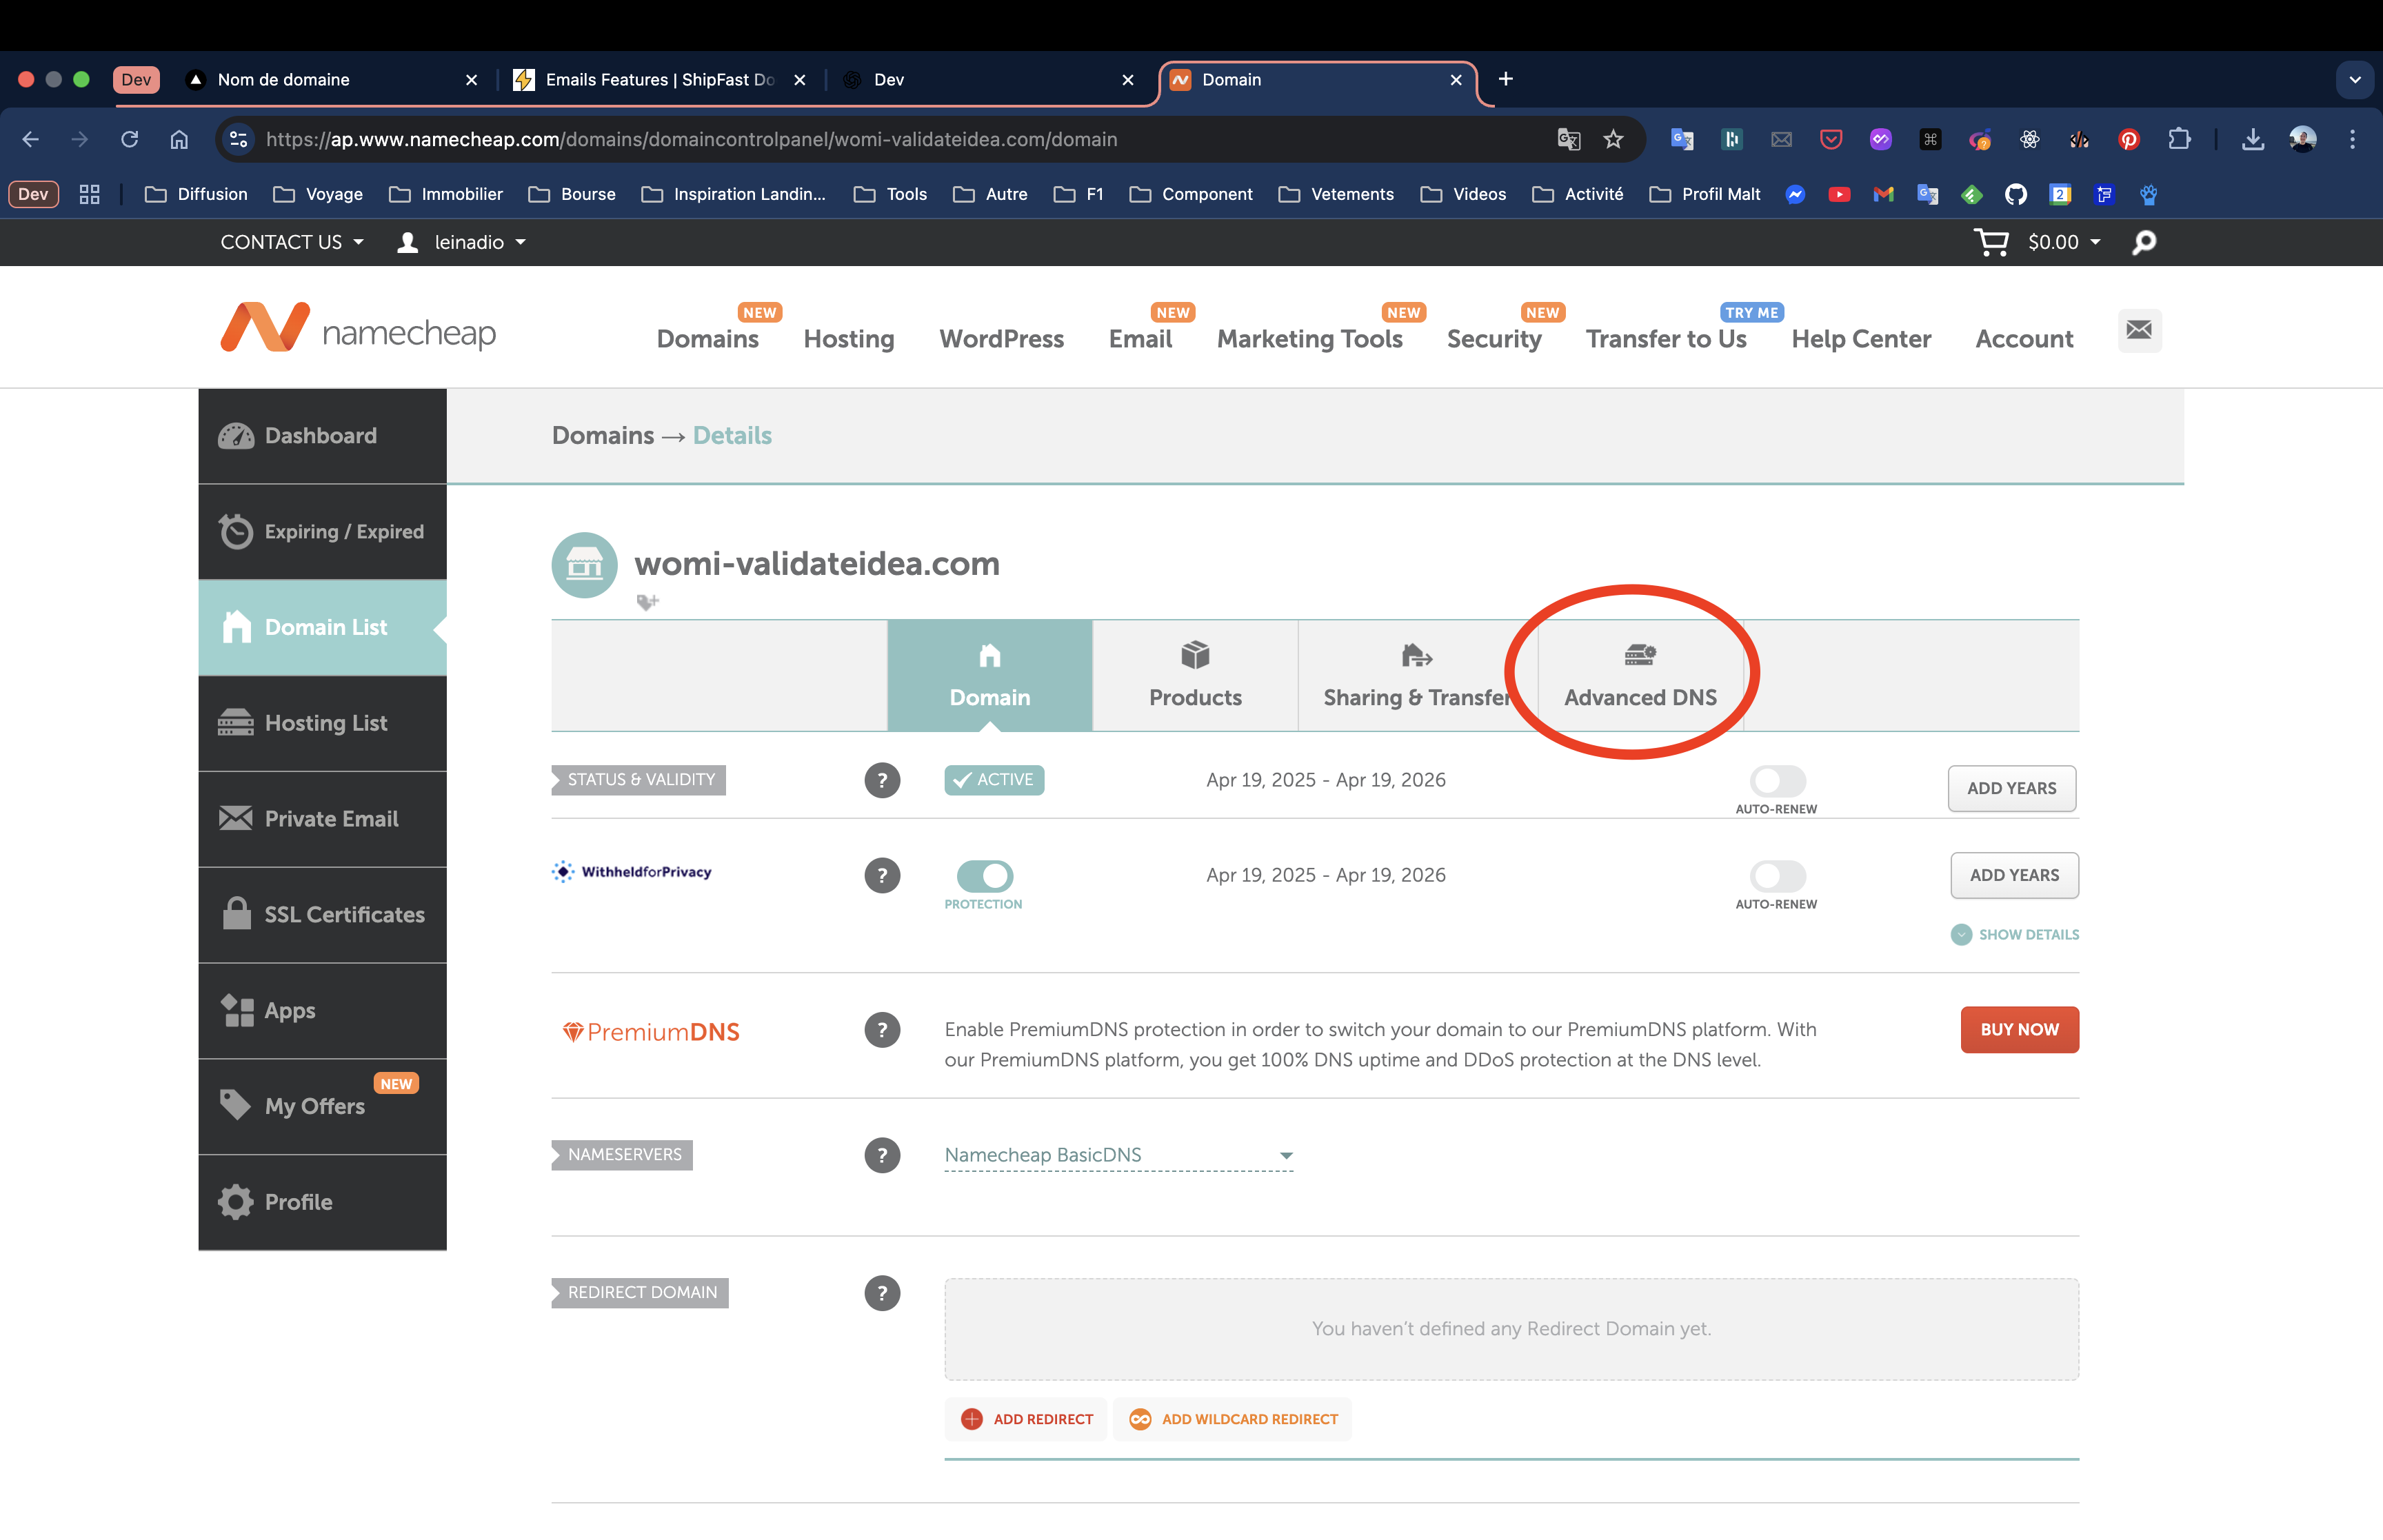 Dev
Nom de domaine
Emails Features | ShipFast Do
Dev
Domain
https://ap.www.namecheap.com/domains/domaincontrolpanel/womi-validateidea.com/domain
Dev
Diffusion
Voyage
Immobilier
Bourse
Inspiration Landin...
Tools
Autre
F1
Component
Vetements
Videos
Activité
Profil Malt
CONTACT US
leinadio
$0.00
namecheap
Domains NEW
Hosting
WordPress
Email NEW
Marketing Tools NEW
Security NEW
Transfer to Us TRY ME
Help Center
Account
Dashboard
Expiring / Expired
Domain List
Hosting List
Private Email
SSL Certificates
Apps
My Offers NEW
Profile
Domains → Details
womi-validateidea.com
Domain
Products
Sharing & Transfer
Advanced DNS
STATUS & VALIDITY
?
ACTIVE
Apr 19, 2025 - Apr 19, 2026
AUTO-RENEW
ADD YEARS
WithheldforPrivacy
?
PROTECTION
Apr 19, 2025 - Apr 19, 2026
AUTO-RENEW
ADD YEARS
SHOW DETAILS
PremiumDNS
?
Enable PremiumDNS protection in order to switch your domain to our PremiumDNS platform. With
our PremiumDNS platform, you get 100% DNS uptime and DDoS protection at the DNS level.
BUY NOW
NAMESERVERS
?
Namecheap BasicDNS
REDIRECT DOMAIN
?
You haven't defined any Redirect Domain yet.
ADD REDIRECT
ADD WILDCARD REDIRECT